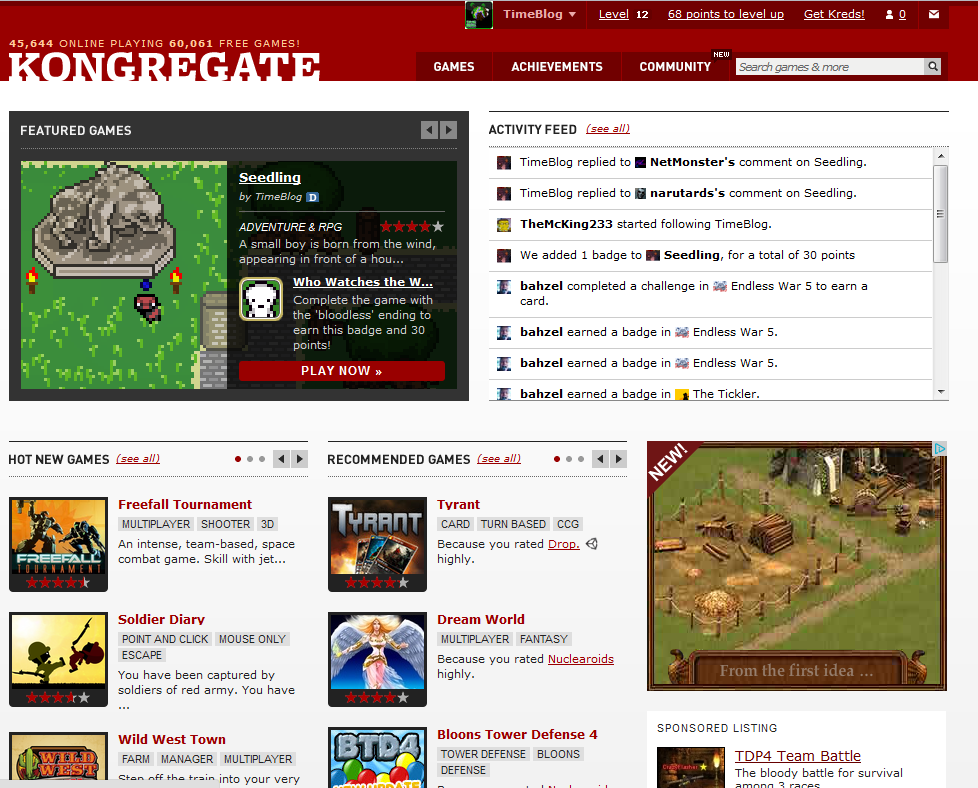 TimeBlog
Level 12
68 points to level up
Get Kreds!
0
45,644 ONLINE PLAYING 60,061 FREE GAMES!
KONGREGATE
GAMES
ACHIEVEMENTS
COMMUNITY
NEW
Search games & more
FEATURED GAMES
Seedling
by TimeBlog D
ADVENTURE & RPG
A small boy is born from the wind,
appearing in front of a hou...
Who Watches the W...
Complete the game with
the 'bloodless' ending to
earn this badge and 30
points!
PLAY NOW »
ACTIVITY FEED (see all)
TimeBlog replied to NetMonster's comment on Seedling.
TimeBlog replied to narutards's comment on Seedling.
TheMcKing233 started following TimeBlog.
We added 1 badge to Seedling, for a total of 30 points
bahzel completed a challenge in Endless War 5 to earn a
card.
bahzel earned a badge in Endless War 5.
bahzel earned a badge in Endless War 5.
bahzel earned a badge in The Tickler.
HOT NEW GAMES (see all)
FREEFALL
TOURNAMENT
Freefall Tournament
MULTIPLAYER SHOOTER 3D
An intense, team-based, space
combat game. Skill with jet...
Soldier Diary
POINT AND CLICK MOUSE ONLY
ESCAPE
You have been captured by
soldiers of red army. You have
...
WILD
WEST
Wild West Town
FARM MANAGER MULTIPLAYER
Step off the train into your very
RECOMMENDED GAMES (see all)
TYRANT
Tyrant
CARD TURN BASED CCG
Because you rated Drop.
highly.
Dream World
MULTIPLAYER FANTASY
Because you rated Nuclearoids
highly.
BTD4
Bloons Tower Defense 4
TOWER DEFENSE BLOONS
DEFENSE
NEW!
From the first idea ...
SPONSORED LISTING
TDP4 Team Battle
The bloody battle for survival
among 3 races.